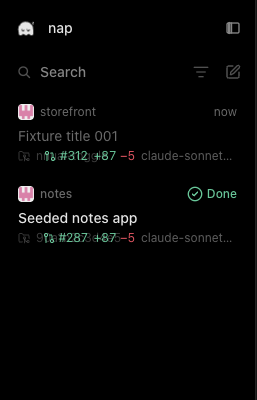 nap
Search
storefront now
Fixture title 001
#312 +87 −5 claude-sonnet...
notes Done
Seeded notes app
#287 +87 −5 claude-sonnet...